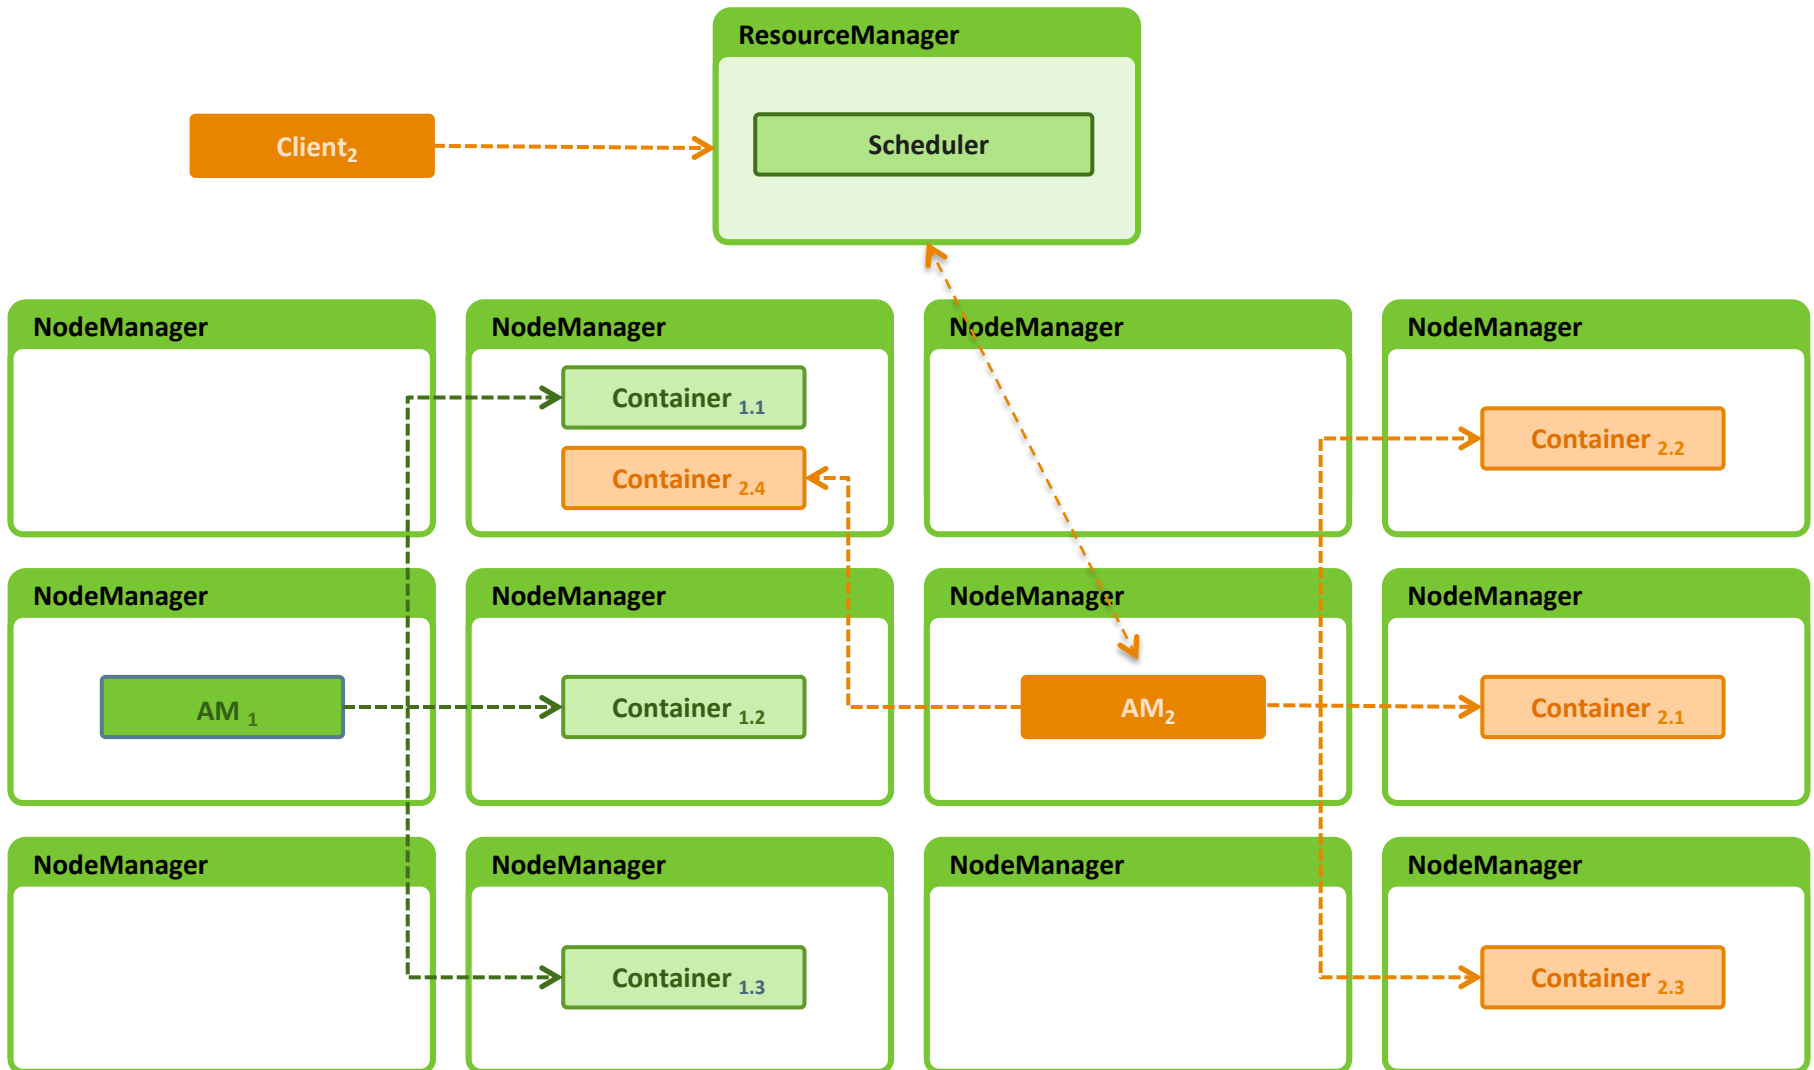 ResourceManager
Client2
Scheduler
NodeManager
NodeManager
NodeManager
NodeManager
Container 1.1
Container 2.2
Container 2.4
NodeManager
NodeManager
NodeManager
NodeManager
AM 1
Container 1.2
AM2
Container 2.1
NodeManager
NodeManager
NodeManager
NodeManager
Container 1.3
Container 2.3